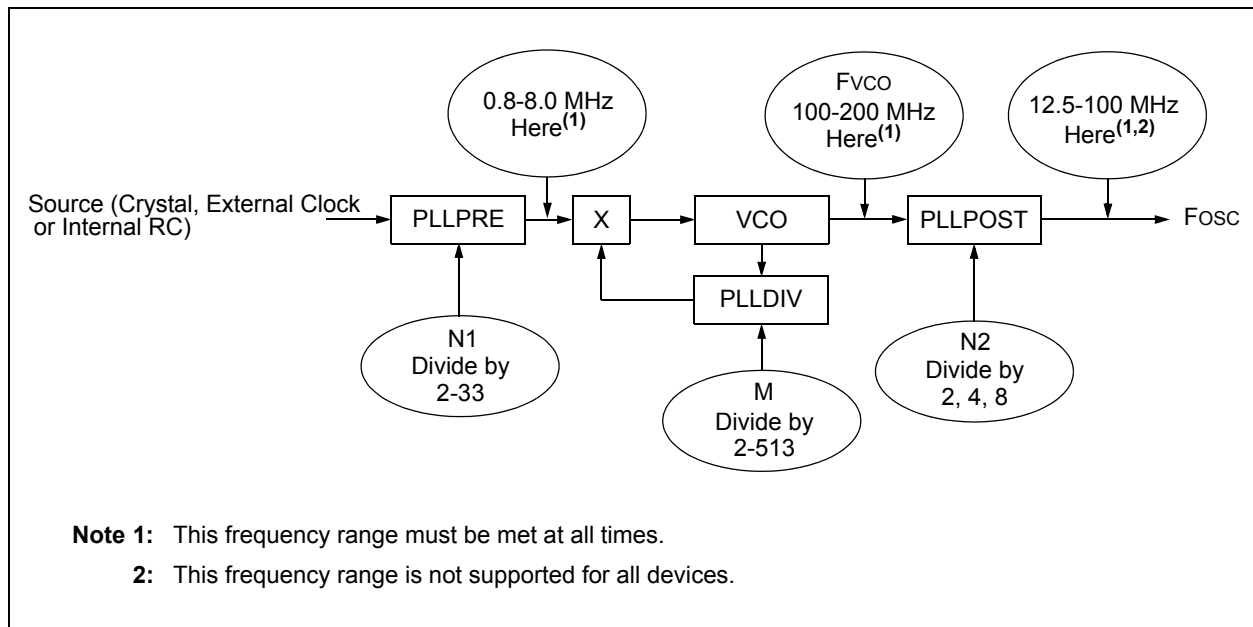 0.8-8.0 MHz
Here(1)
FVCO
100-200 MHz
Here(1)
12.5-100 MHz
Here(1,2)
Source (Crystal, External Clock
or Internal RC)
PLLPRE
X
VCO
PLLPOST
FOSC
PLLDIV
N1
Divide by
2-33
M
Divide by
2-513
N2
Divide by
2, 4, 8
Note 1: This frequency range must be met at all times.
2: This frequency range is not supported for all devices.